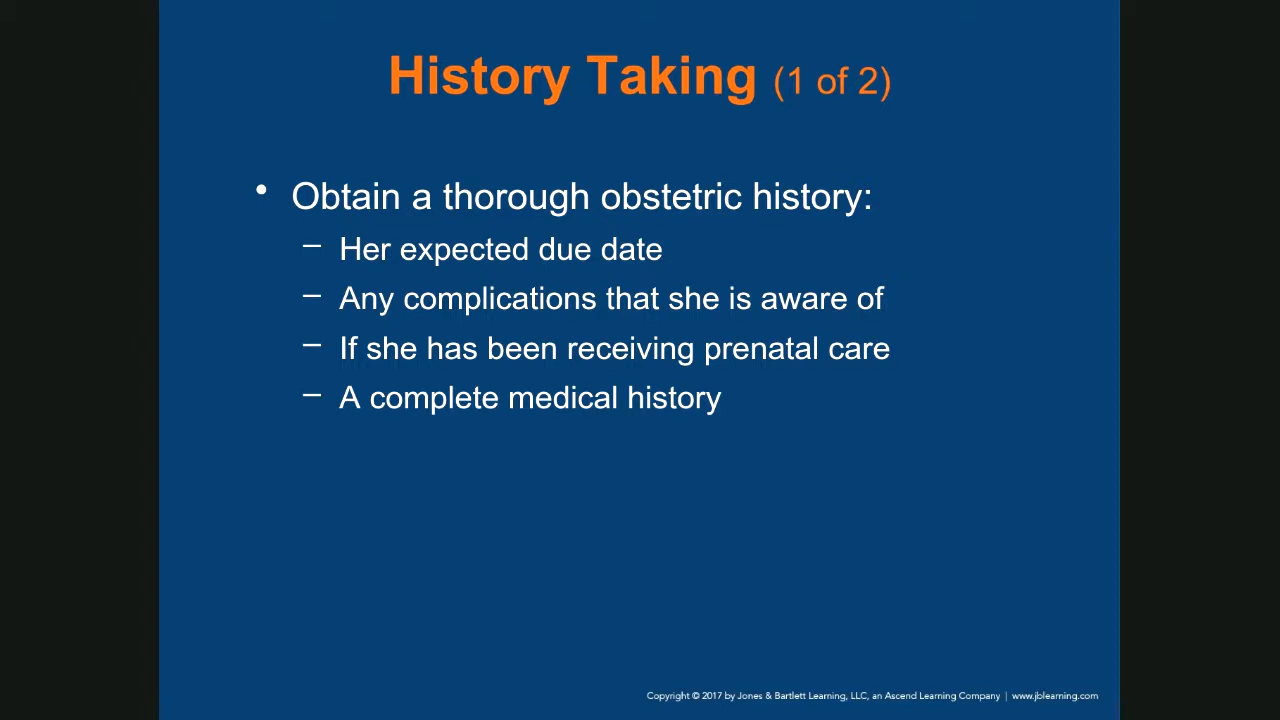 History Taking (1 of 2)
• Obtain a thorough obstetric history:
– Her expected due date
– Any complications that she is aware of
– If she has been receiving prenatal care
– A complete medical history
Copyright © 2017 by Jones & Bartlett Learning, LLC, an Ascend Learning Company | www.jblearning.com